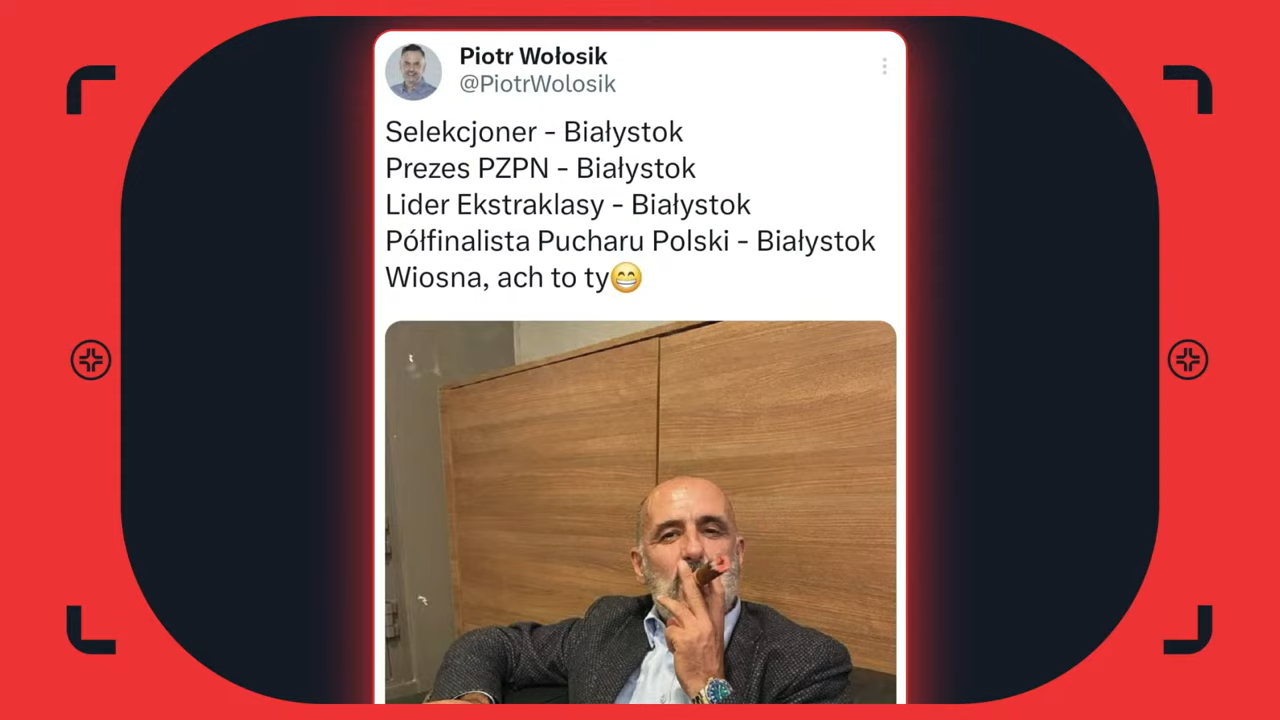 Piotr Wołosik
@PiotrWolosik
Selekcjoner - Białystok
Prezes PZPN - Białystok
Lider Ekstraklasy - Białystok
Półfinalista Pucharu Polski - Białystok
Wiosna, ach to ty😁